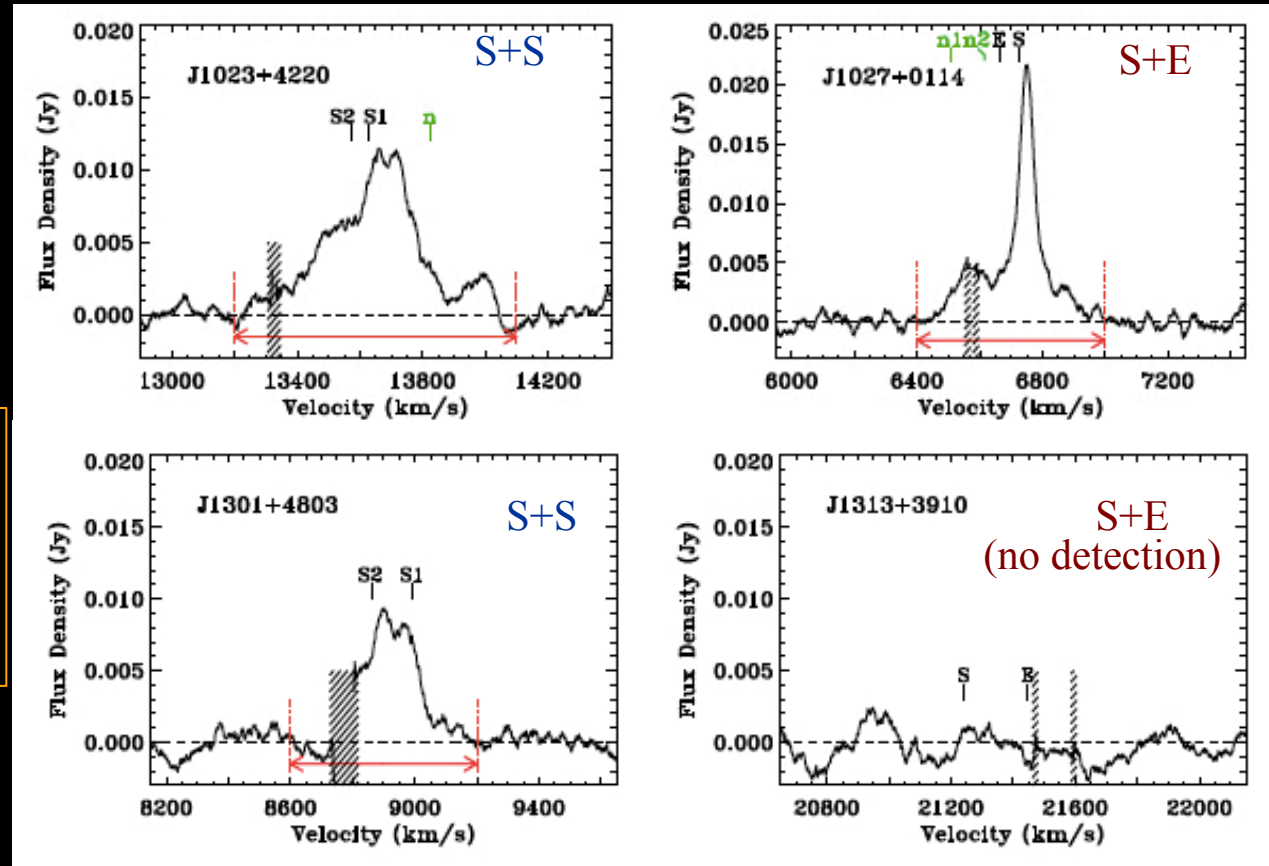 0.020
0.015
0.010
0.005
0.000
Flux Density (Jy)
J1023+4220
S+S
S2 S1 n
13000 13400 13800 14200
Velocity (km/s)
0.025
0.020
0.015
0.010
0.005
0.000
Flux Density (Jy)
n1n2 E S
J1027+0114
S+E
6000 6400 6800 7200
Velocity (km/s)
0.020
0.015
0.010
0.005
0.000
Flux Density (Jy)
J1301+4803
S+S
S2 S1
8200 8600 9000 9400
Velocity (km/s)
0.020
0.015
0.010
0.005
0.000
Flux Density (Jy)
J1313+3910
S+E
(no detection)
S E
20800 21200 21600 22000
Velocity (km/s)